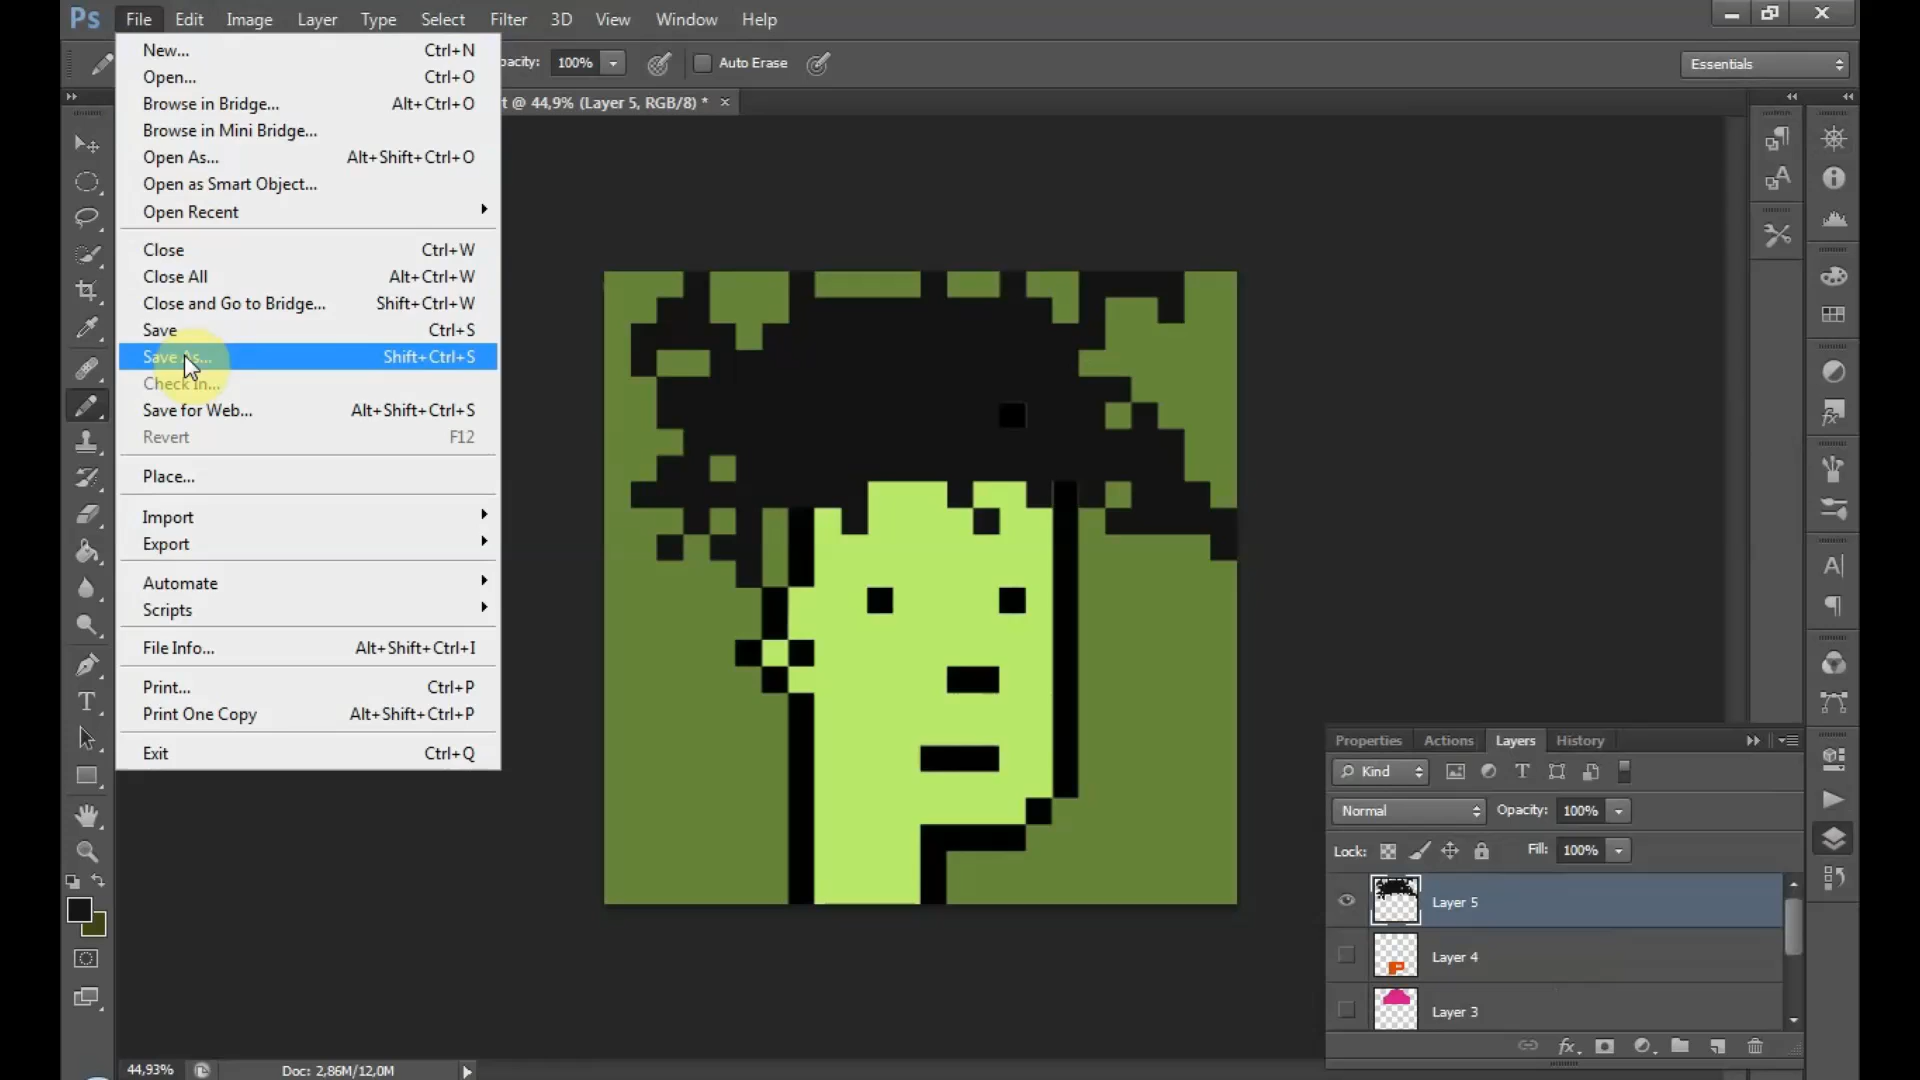 Ps File Edit Image Layer Type Select Filter 3D View Window Help
pacity: 100% Auto Erase Essentials
t @ 44,9% (Layer 5, RGB/8) * ×
New... Ctrl+N
Open... Ctrl+O
Browse in Bridge... Alt+Ctrl+O
Browse in Mini Bridge...
Open As... Alt+Shift+Ctrl+O
Open as Smart Object...
Open Recent
Close Ctrl+W
Close All Alt+Ctrl+W
Close and Go to Bridge... Shift+Ctrl+W
Save Ctrl+S
Save As... Shift+Ctrl+S
Check In...
Save for Web... Alt+Shift+Ctrl+S
Revert F12
Place...
Import
Export
Automate
Scripts
File Info... Alt+Shift+Ctrl+I
Print... Ctrl+P
Print One Copy Alt+Shift+Ctrl+P
Exit Ctrl+Q
Properties Actions Layers History
Kind
Normal Opacity: 100%
Lock: Fill: 100%
Layer 5
Layer 4
Layer 3
44,93% Doc: 2,86M/12,0M